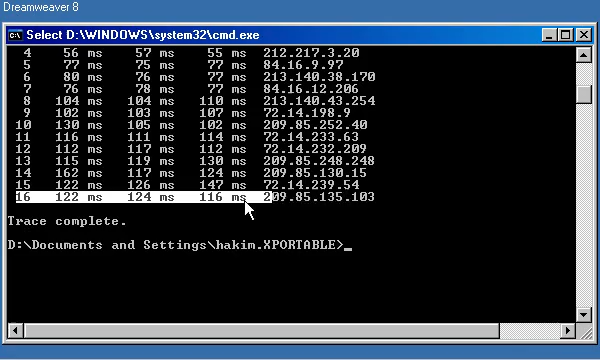 Dreamweaver 8
Select D:\WINDOWS\system32\cmd.exe
4 56 ms 57 ms 55 ms 212.217.3.20
5 77 ms 75 ms 77 ms 84.16.9.97
6 80 ms 76 ms 77 ms 213.140.38.170
7 76 ms 78 ms 77 ms 84.16.12.206
8 104 ms 104 ms 110 ms 213.140.43.254
9 102 ms 103 ms 107 ms 72.14.198.9
10 130 ms 105 ms 102 ms 209.85.252.40
11 116 ms 111 ms 114 ms 72.14.233.63
12 112 ms 117 ms 112 ms 72.14.232.209
13 115 ms 119 ms 130 ms 209.85.248.248
14 162 ms 117 ms 124 ms 209.85.130.15
15 122 ms 126 ms 147 ms 72.14.239.54
16 122 ms 124 ms 116 ms 209.85.135.103
Trace complete.
D:\Documents and Settings\hakim.XPORTABLE>_